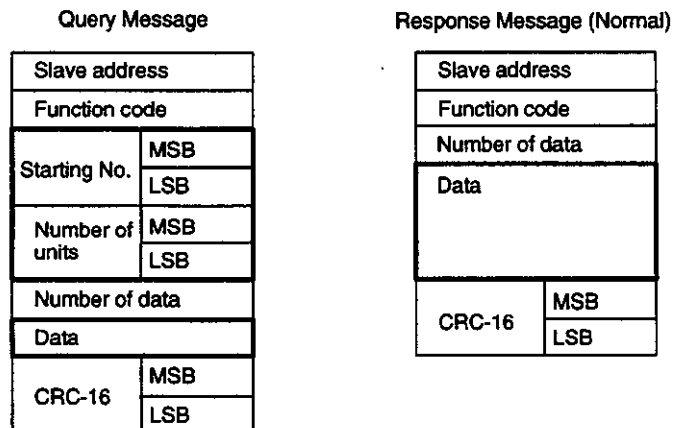 Query Message
Slave address
Function code
Starting No.
MSB
LSB
Number of
units
MSB
LSB
Number of data
Data
CRC-16
MSB
LSB
Response Message (Normal)
Slave address
Function code
Number of data
Data
CRC-16
MSB
LSB